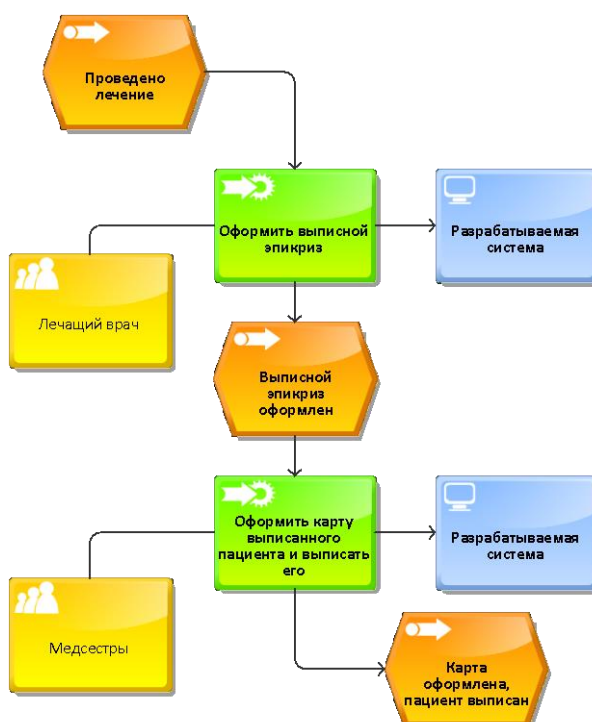 Проведено
лечение
Оформить выписной
эпикриз
Разрабатываемая
система
Лечащий врач
Выписной
эпикриз
оформлен
Оформить карту
выписанного
пациента и выписать
его
Разрабатываемая
система
Медсестры
Карта
оформлена,
пациент выписан